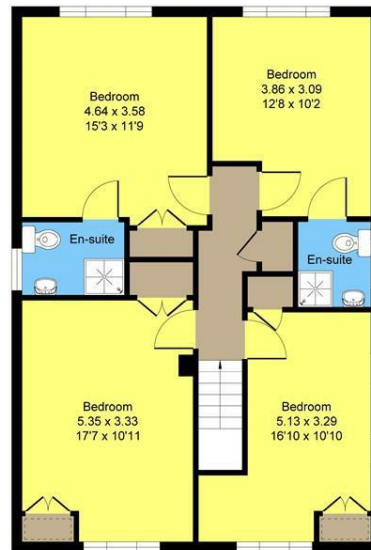 Bedroom
4.64 x 3.58
15'3 x 11'9
Bedroom
3.86 x 3.09
12'8 x 10'2
En-suite
En-suite
Bedroom
5.35 x 3.33
17'7 x 10'11
Bedroom
5.13 x 3.29
16'10 x 10'10